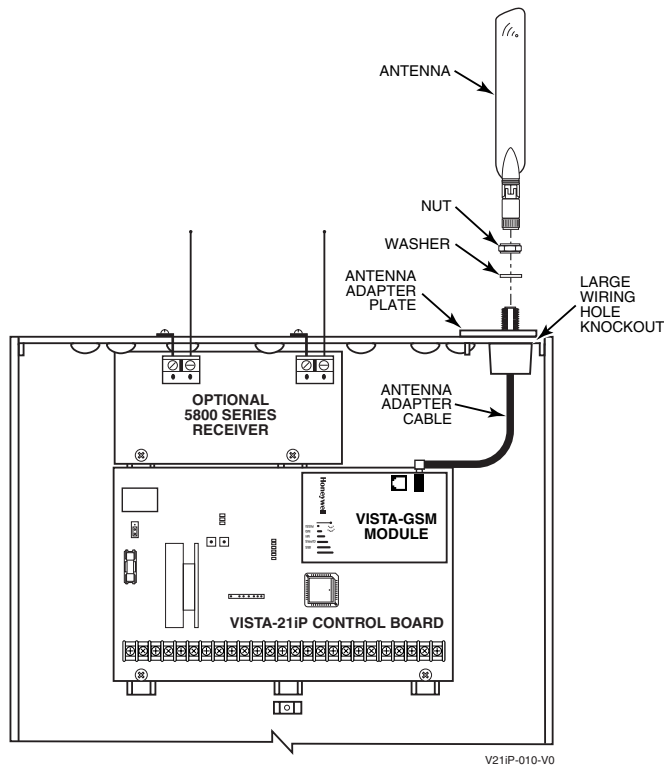 ANTENNA
NUT
WASHER
ANTENNA
ADAPTER
PLATE
LARGE
WIRING
HOLE
KNOCKOUT
ANTENNA
ADAPTER
CABLE
OPTIONAL
5800 SERIES
RECEIVER
Honeywell
VISTA-GSM
MODULE
VISTA-21iP CONTROL BOARD
V21iP-010-V0